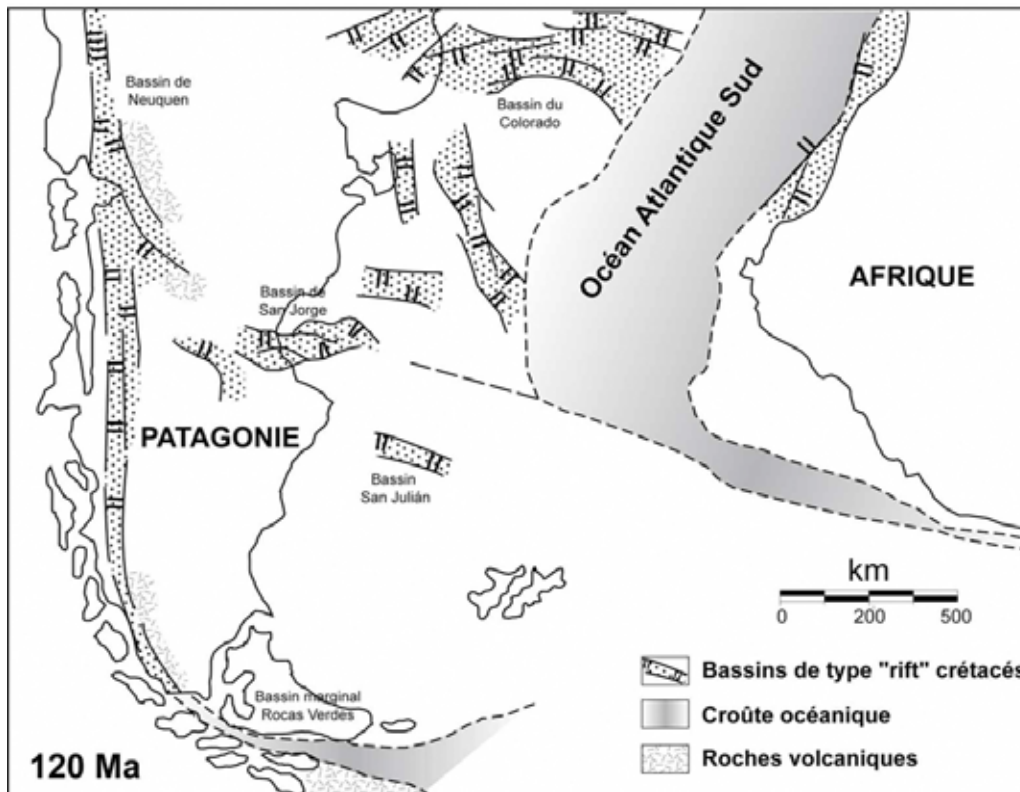 Bassin de
Neuquen
Bassin du
Colorado
Océan Atlantique Sud
AFRIQUE
Bassin de
San Jorge
PATAGONIE
Bassin
San Julián
km
0 200 500
Bassins de type "rift" crétacés
Bassin marginal
Rocas Verdes
Croûte océanique
Roches volcaniques
120 Ma